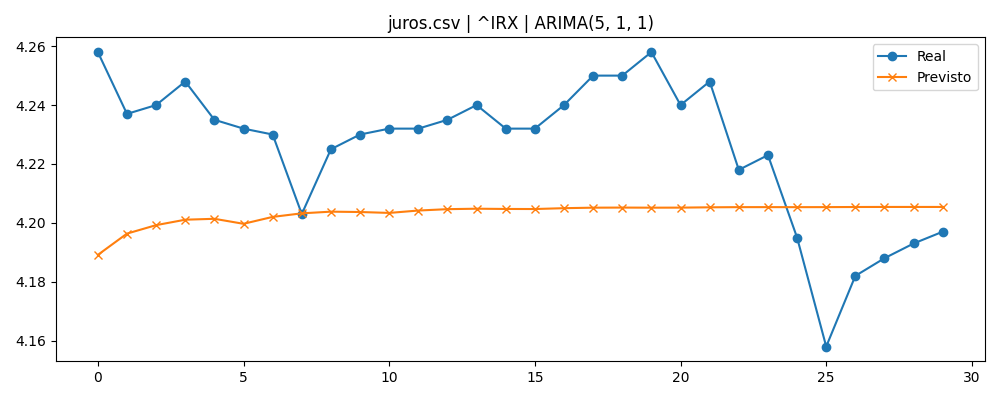 juros.csv | ^IRX | ARIMA(5, 1, 1)
4.26
4.24
4.22
4.20
4.18
4.16
Real
Previsto
0 5 10 15 20 25 30